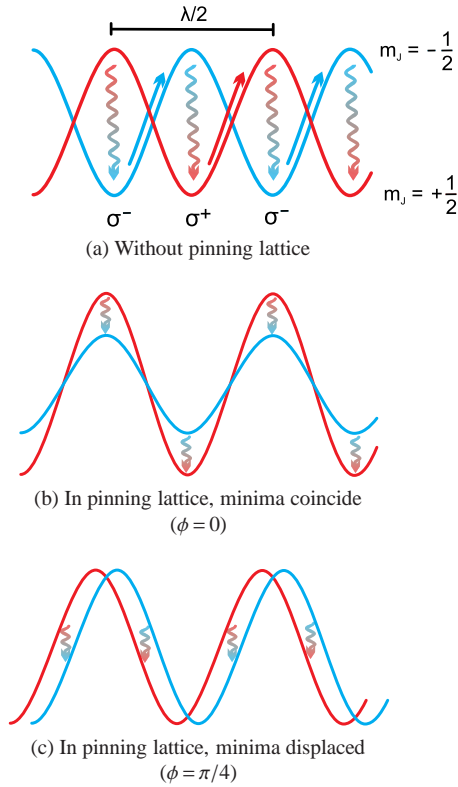 λ/2
m_J = -1/2
m_J = +1/2
σ⁻ σ⁺ σ⁻
(a) Without pinning lattice
(b) In pinning lattice, minima coincide
(ϕ = 0)
(c) In pinning lattice, minima displaced
(ϕ = π/4)